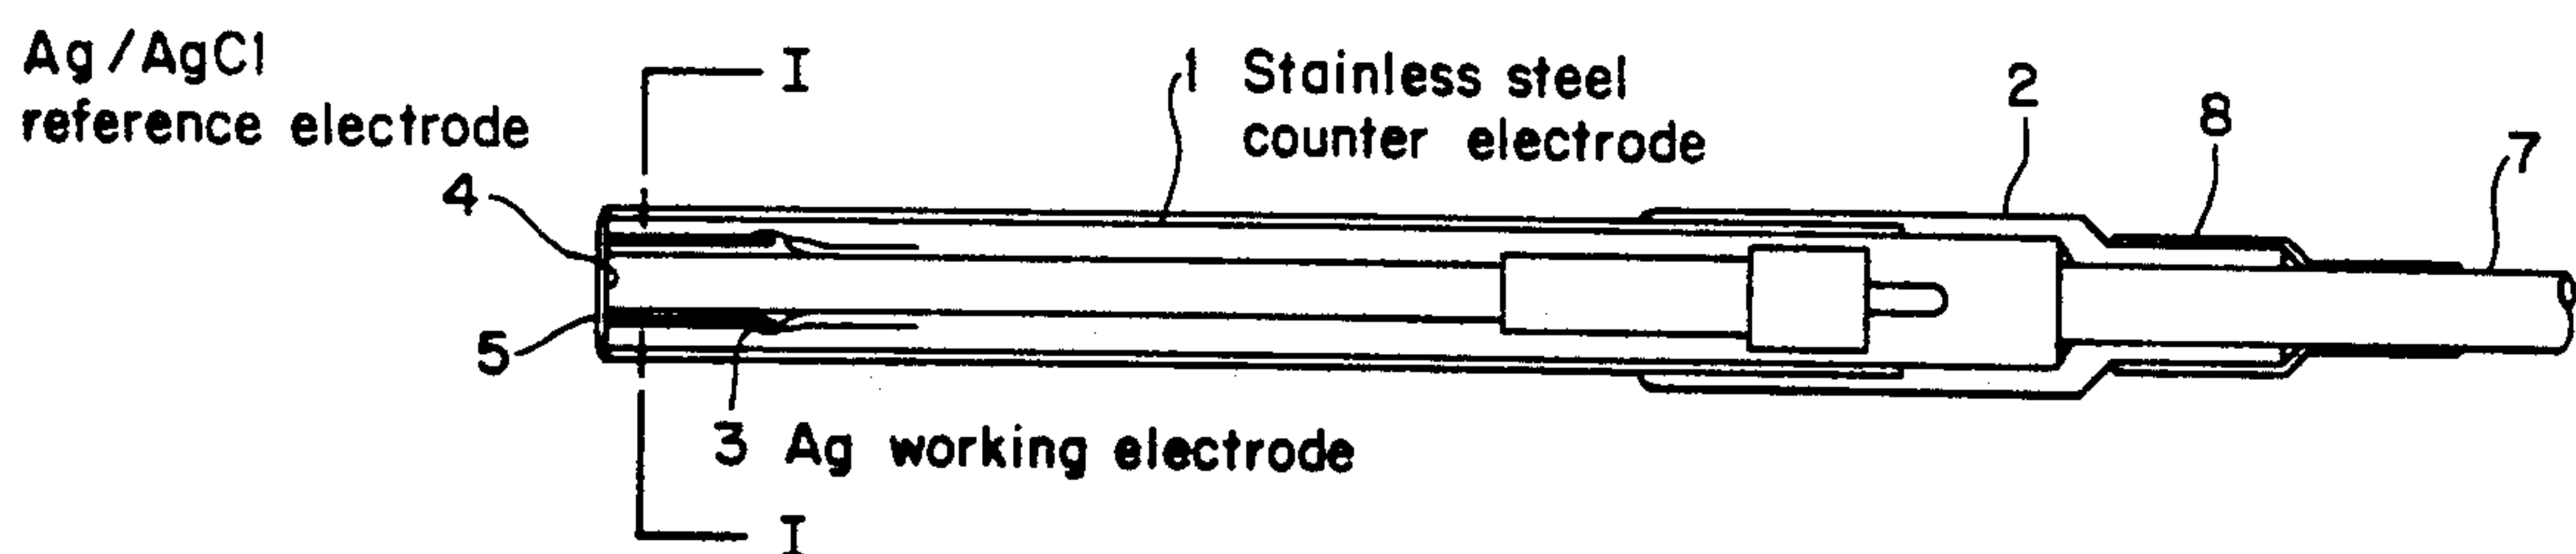 Ag/AgCl
reference electrode
I
1 Stainless steel
counter electrode
2
8
7
4
5
3 Ag working electrode
I